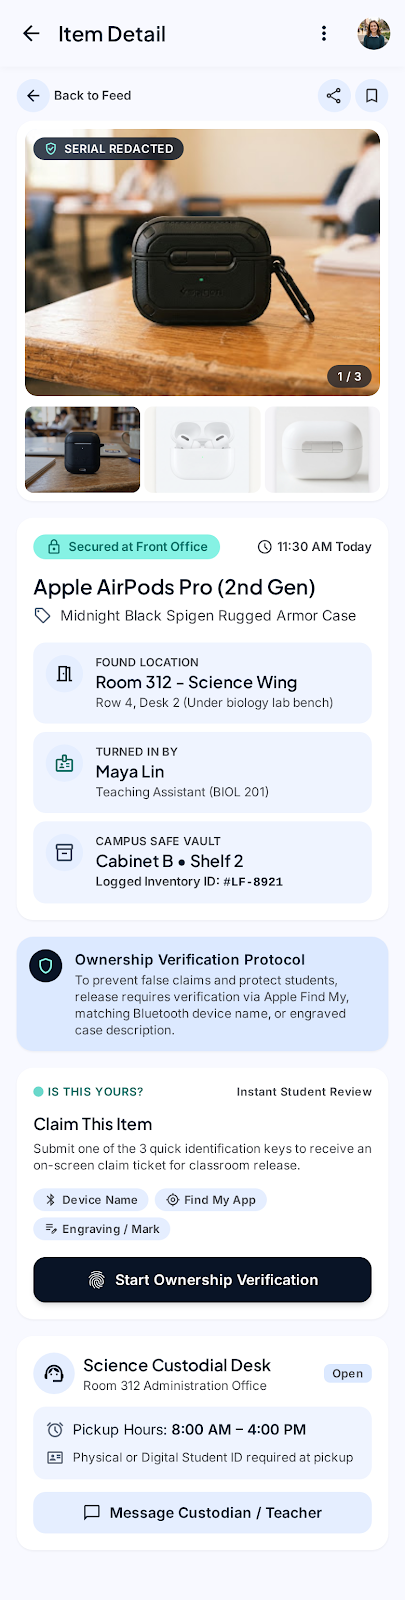 Item Detail
Back to Feed
SERIAL REDACTED
1 / 3
Secured at Front Office
11:30 AM Today
Apple AirPods Pro (2nd Gen)
Midnight Black Spigen Rugged Armor Case
FOUND LOCATION
Room 312 – Science Wing
Row 4, Desk 2 (Under biology lab bench)
TURNED IN BY
Maya Lin
Teaching Assistant (BIOL 201)
CAMPUS SAFE VAULT
Cabinet B • Shelf 2
Logged Inventory ID: #LF-8921
Ownership Verification Protocol
To prevent false claims and protect students,
release requires verification via Apple Find My,
matching Bluetooth device name, or engraved
case description.
IS THIS YOURS?
Instant Student Review
Claim This Item
Submit one of the 3 quick identification keys to receive an
on-screen claim ticket for classroom release.
Device Name
Find My App
Engraving / Mark
Start Ownership Verification
Science Custodial Desk
Room 312 Administration Office
Open
Pickup Hours: 8:00 AM – 4:00 PM
Physical or Digital Student ID required at pickup
Message Custodian / Teacher